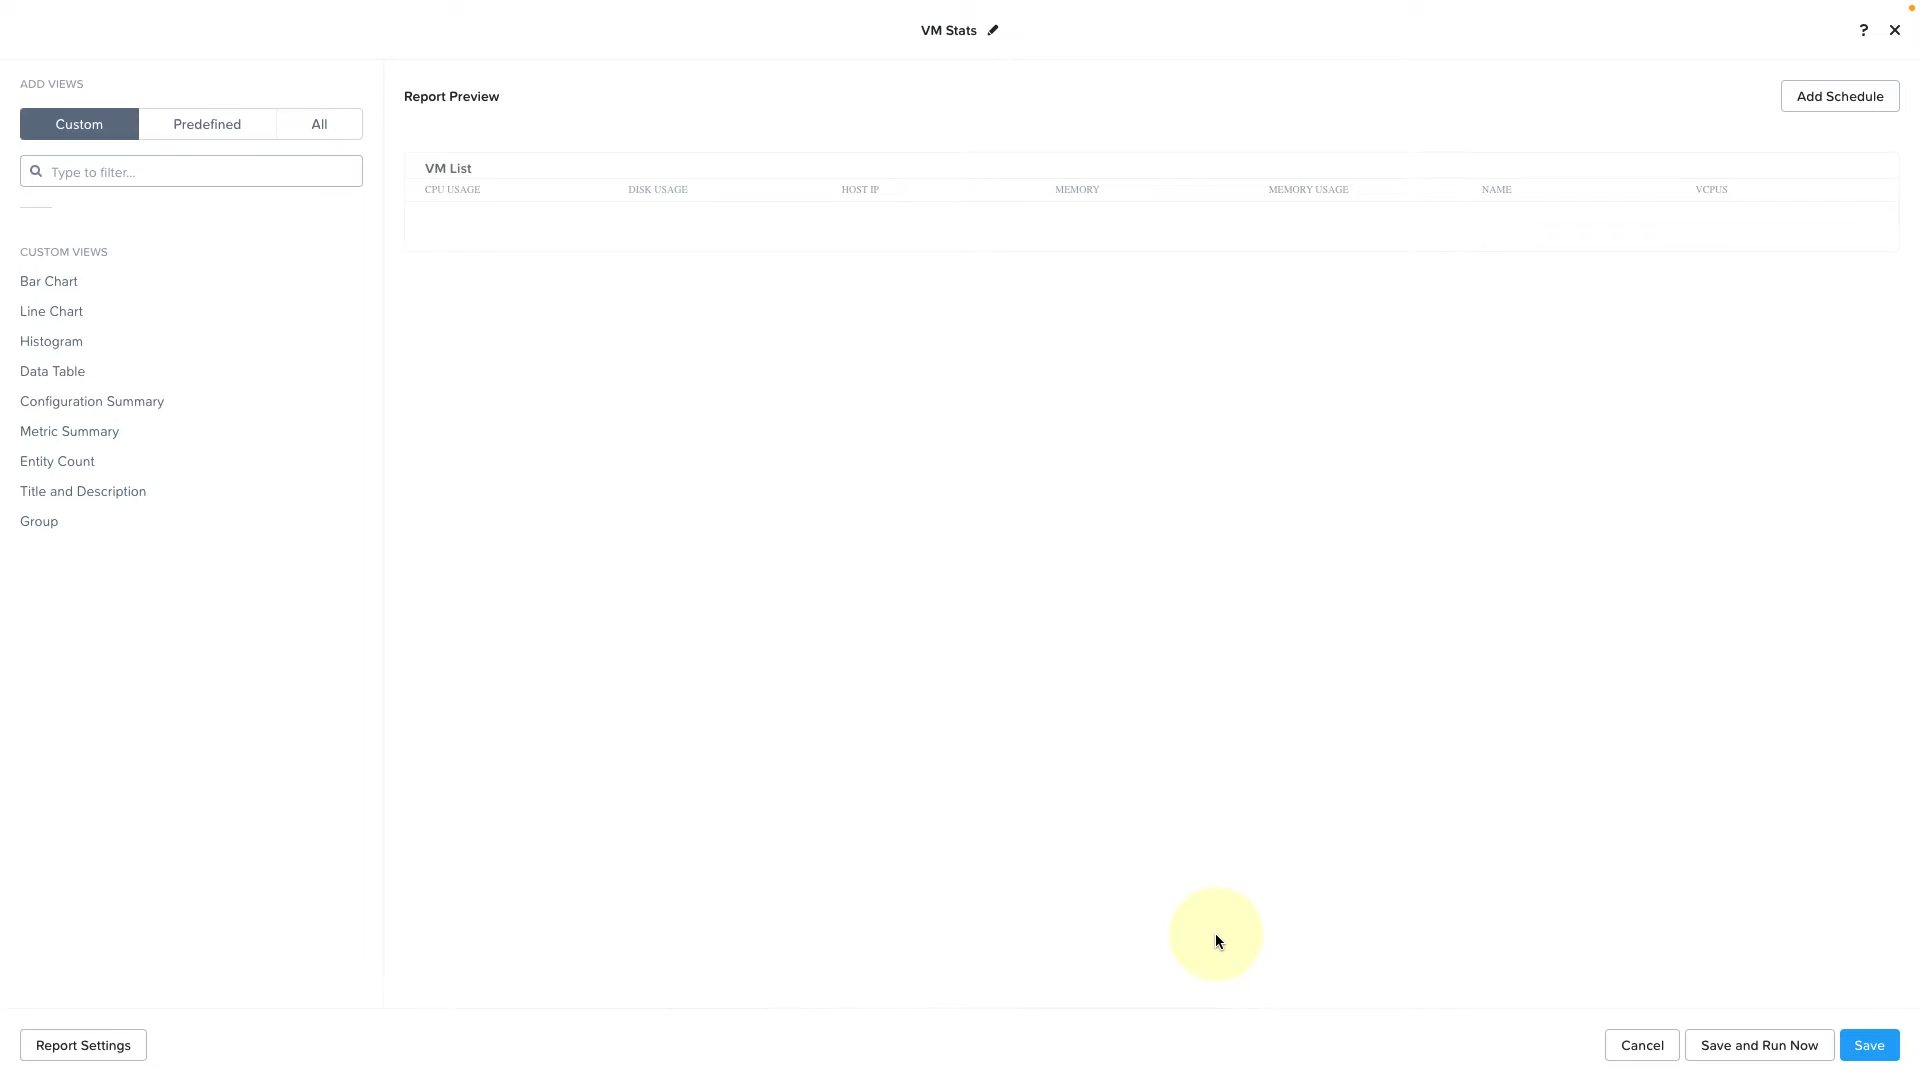 VM Stats
?
ADD VIEWS
Custom Predefined All
Type to filter...
CUSTOM VIEWS
Bar Chart
Line Chart
Histogram
Data Table
Configuration Summary
Metric Summary
Entity Count
Title and Description
Group
Report Preview
Add Schedule
VM List
CPU USAGE DISK USAGE HOST IP MEMORY MEMORY USAGE NAME VCPUS
Report Settings
Cancel Save and Run Now Save